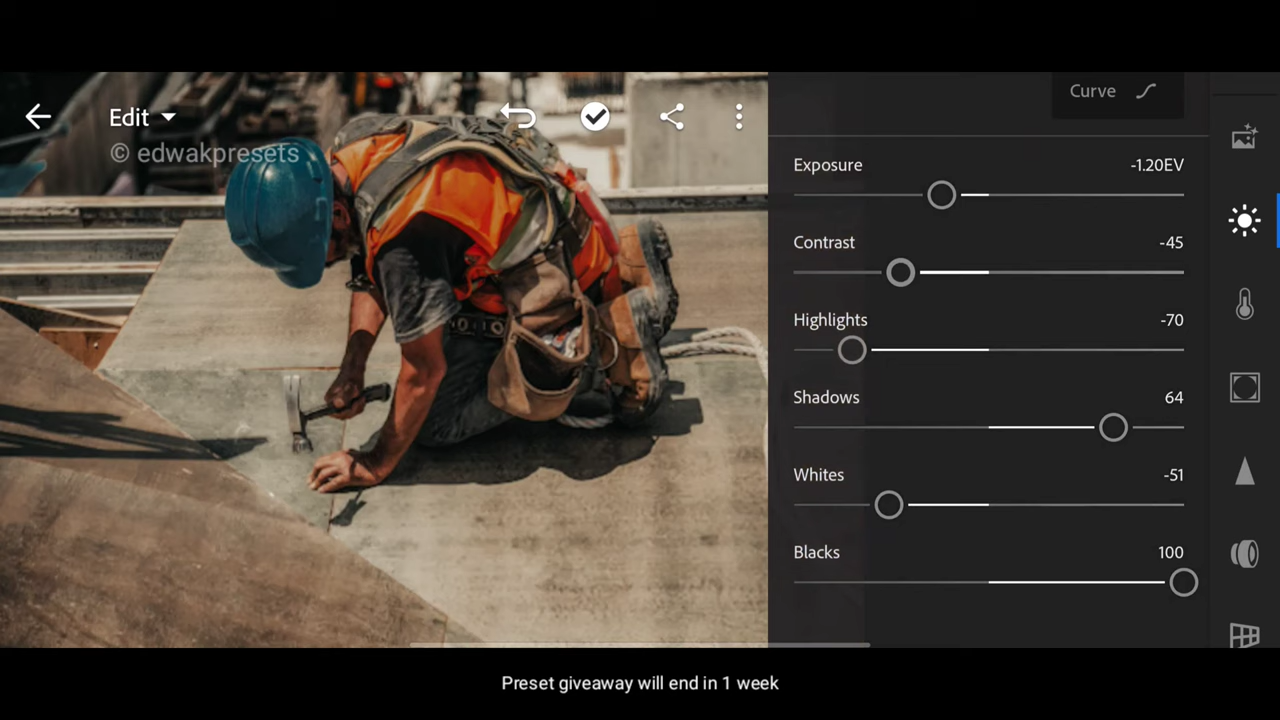 Edit
© edwakpresets
Curve
Exposure -1.20EV
Contrast -45
Highlights -70
Shadows 64
Whites -51
Blacks 100
Preset giveaway will end in 1 week